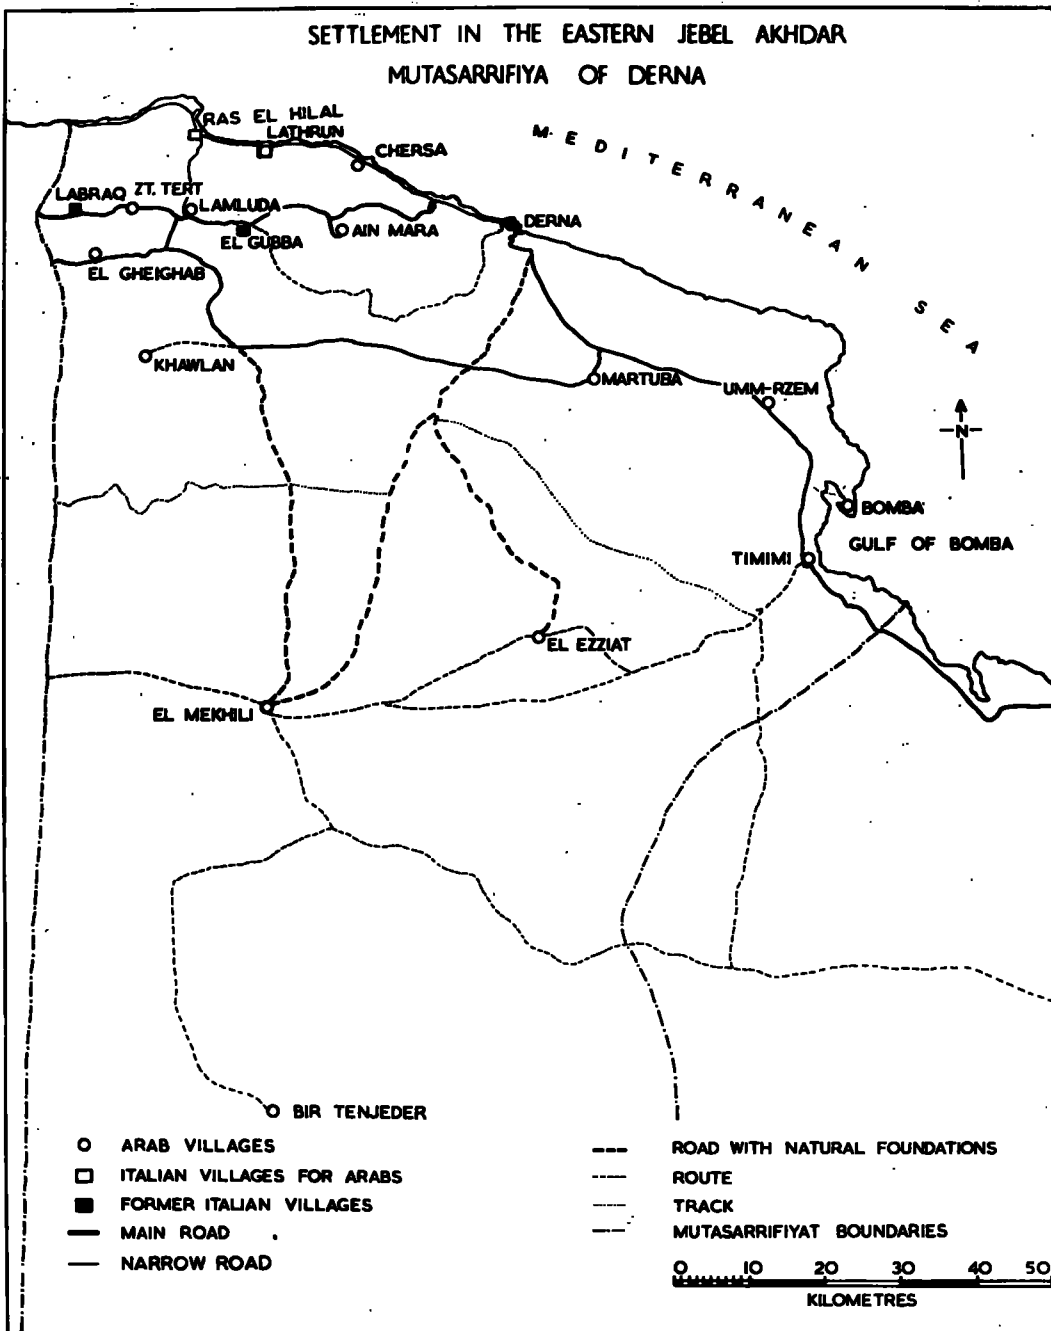 SETTLEMENT IN THE EASTERN JEBEL AKHDAR
MUTASARRIFIYA OF DERNA
RAS EL HILAL
LATHRUN
CHERSA
MEDITERRANEAN SEA
LABRAQ
ZT. TERT
LAMLUDA
EL GUBBA
AIN MARA
DERNA
EL GHEIGHAB
KHAWLAN
MARTUBA
UMM-RZEM
N
BOMBA
GULF OF BOMBA
TIMIMI
EL EZZIAT
EL MEKHILI
BIR TENJEDER
ARAB VILLAGES
ITALIAN VILLAGES FOR ARABS
FORMER ITALIAN VILLAGES
MAIN ROAD
NARROW ROAD
ROAD WITH NATURAL FOUNDATIONS
ROUTE
TRACK
MUTASARRIFIYAT BOUNDARIES
0 10 20 30 40 50
KILOMETRES